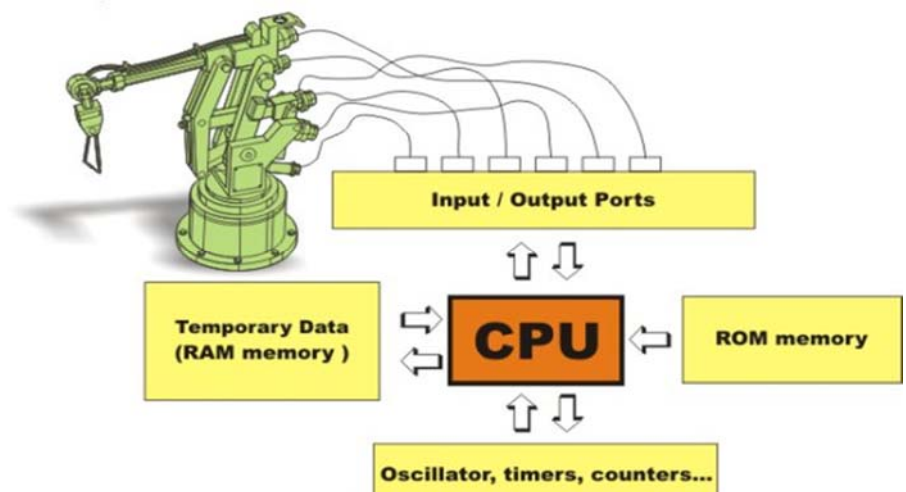 Input / Output Ports
Temporary Data
(RAM memory )
CPU
ROM memory
Oscillator, timers, counters...